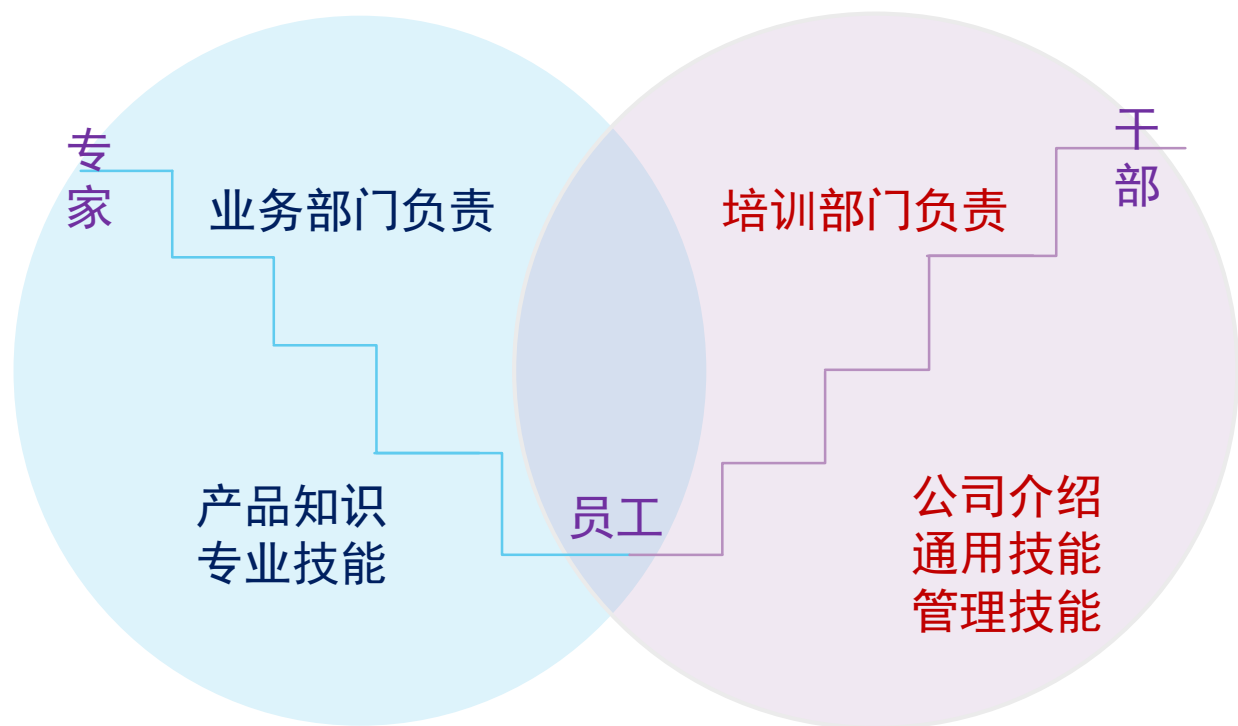 专
家
业务部门负责
产品知识
专业技能
员工
培训部门负责
干
部
公司介绍
通用技能
管理技能